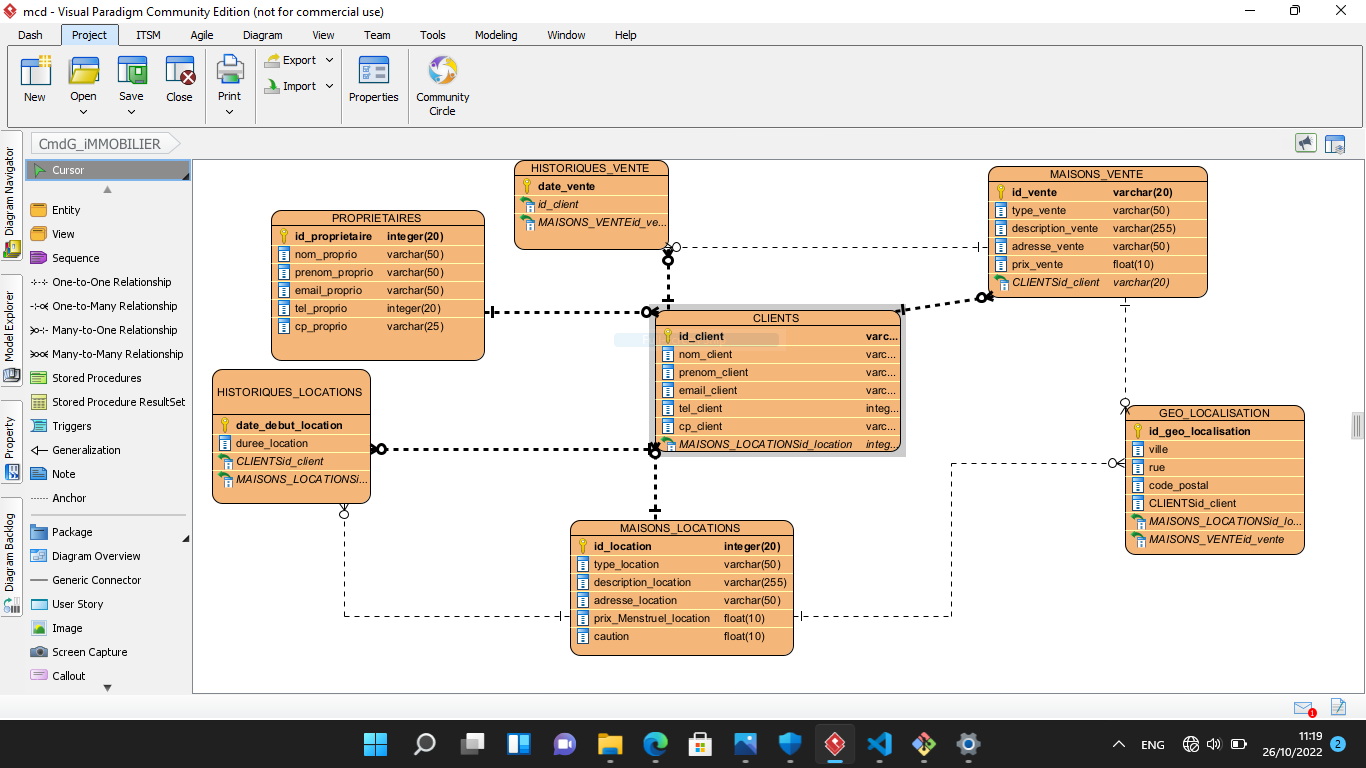 mcd - Visual Paradigm Community Edition (not for commercial use)
Dash Project ITSM Agile Diagram View Team Tools Modeling Window Help
New Open Save Close Print Export Import Properties Community Circle
CmdG_iMMOBILIER
Diagram Navigator
Model Explorer
Property
Diagram Backlog
Cursor
Entity
View
Sequence
One-to-One Relationship
One-to-Many Relationship
Many-to-One Relationship
Many-to-Many Relationship
Stored Procedures
Stored Procedure ResultSet
Triggers
Generalization
Note
Anchor
Package
Diagram Overview
Generic Connector
User Story
Image
Screen Capture
Callout
HISTORIQUES_VENTE
date_vente
id_client
MAISONS_VENTEid_ve...
MAISONS_VENTE
id_vente varchar(20)
type_vente varchar(50)
description_vente varchar(255)
adresse_vente varchar(50)
prix_vente float(10)
CLIENTSid_client varchar(20)
PROPRIETAIRES
id_proprietaire integer(20)
nom_proprio varchar(50)
prenom_proprio varchar(50)
email_proprio varchar(50)
tel_proprio integer(20)
cp_proprio varchar(25)
CLIENTS
id_client varc...
nom_client varc...
prenom_client varc...
email_client varc...
tel_client integ...
cp_client varc...
MAISONS_LOCATIONSid_location integ...
HISTORIQUES_LOCATIONS
date_debut_location
duree_location
CLIENTSid_client
MAISONS_LOCATIONSi...
GEO_LOCALISATION
id_geo_localisation
ville
rue
code_postal
CLIENTSid_client
MAISONS_LOCATIONSid_lo...
MAISONS_VENTEid_vente
MAISONS_LOCATIONS
id_location integer(20)
type_location varchar(50)
description_location varchar(255)
adresse_location varchar(50)
prix_Menstruel_location float(10)
caution float(10)
1
ENG
11:19
26/10/2022
2